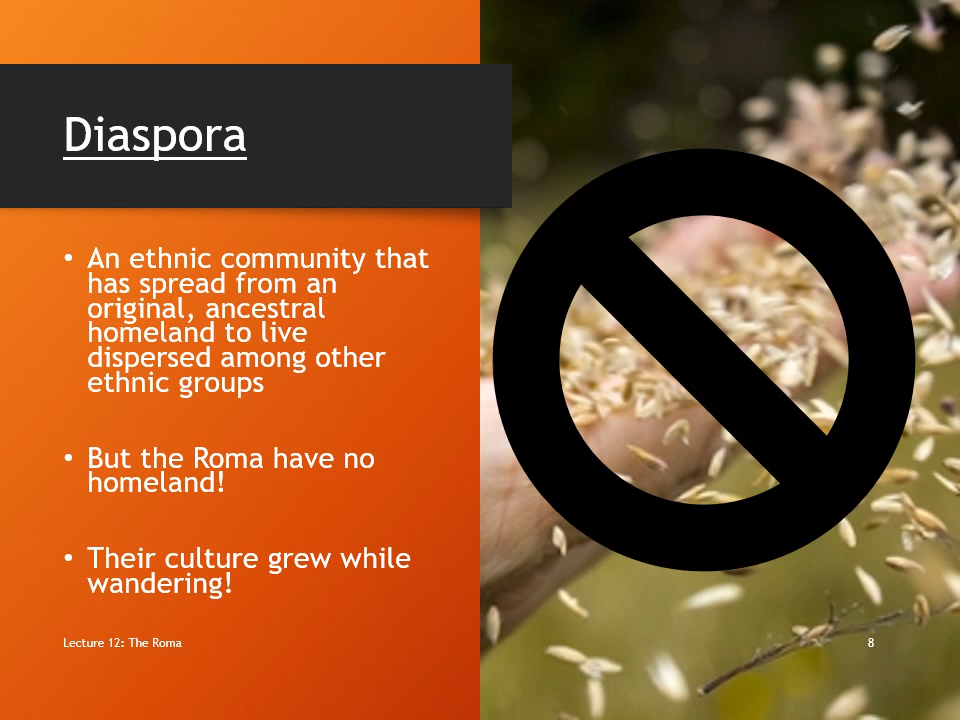 Diaspora
• An ethnic community that
has spread from an
original, ancestral
homeland to live
dispersed among other
ethnic groups
• But the Roma have no
homeland!
• Their culture grew while
wandering!
Lecture 12: The Roma
8